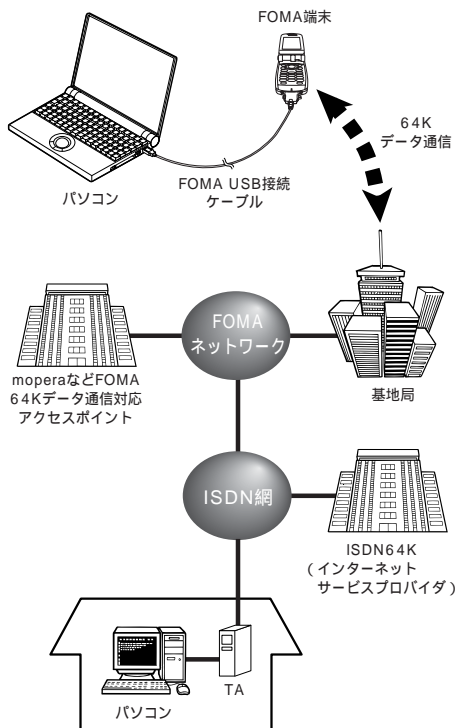 FOMA端末
64K
データ通信
FOMA USB接続
ケーブル
パソコン
FOMA
ネットワーク
moperaなどFOMA
64Kデータ通信対応
アクセスポイント
基地局
ISDN網
ISDN64K
(インターネット
サービスプロバイダ)
TA
パソコン